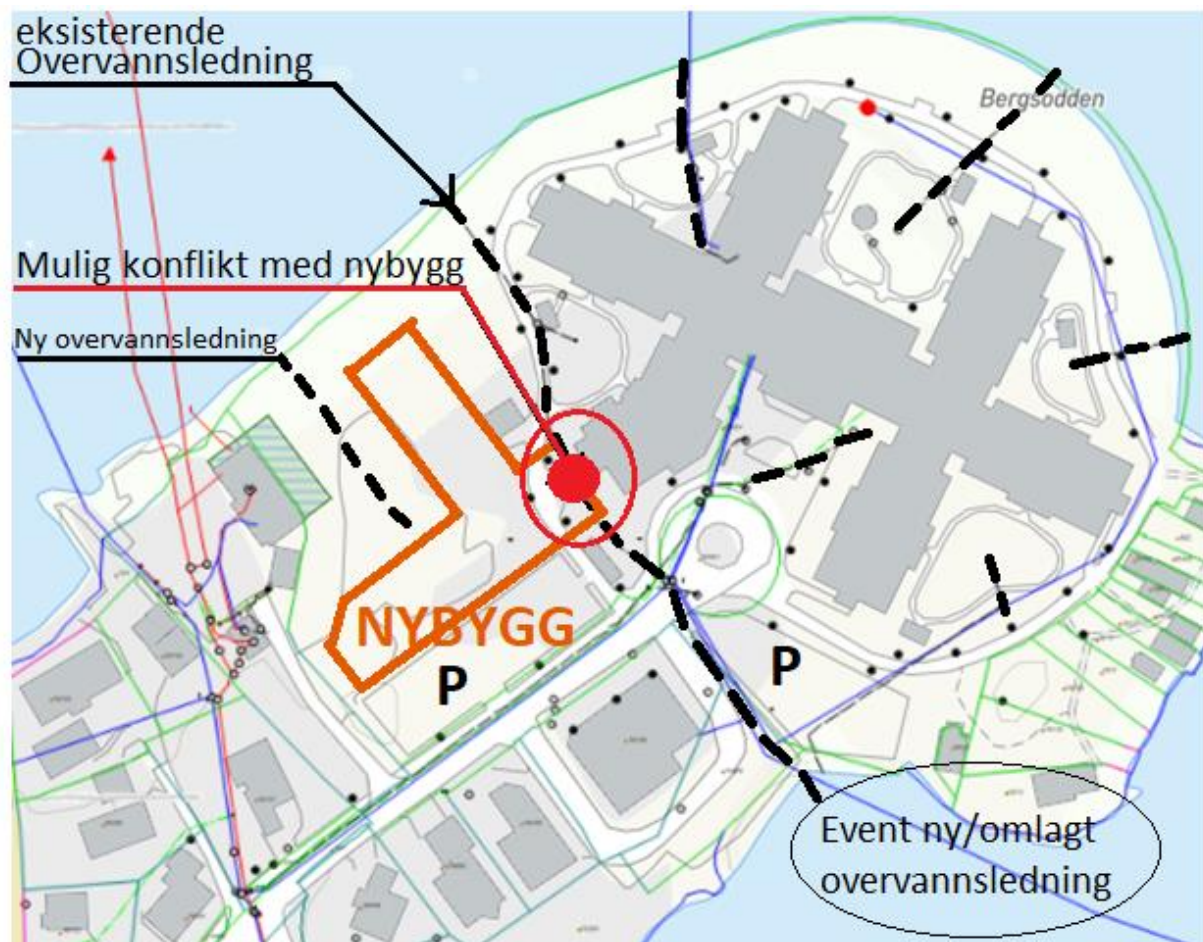 eksisterende
Overvannsledning
Bergsodden
Mulig konflikt med nybygg
Ny overvannsledning
NYBYGG
P
P
Event ny/omlagt
overvannsledning